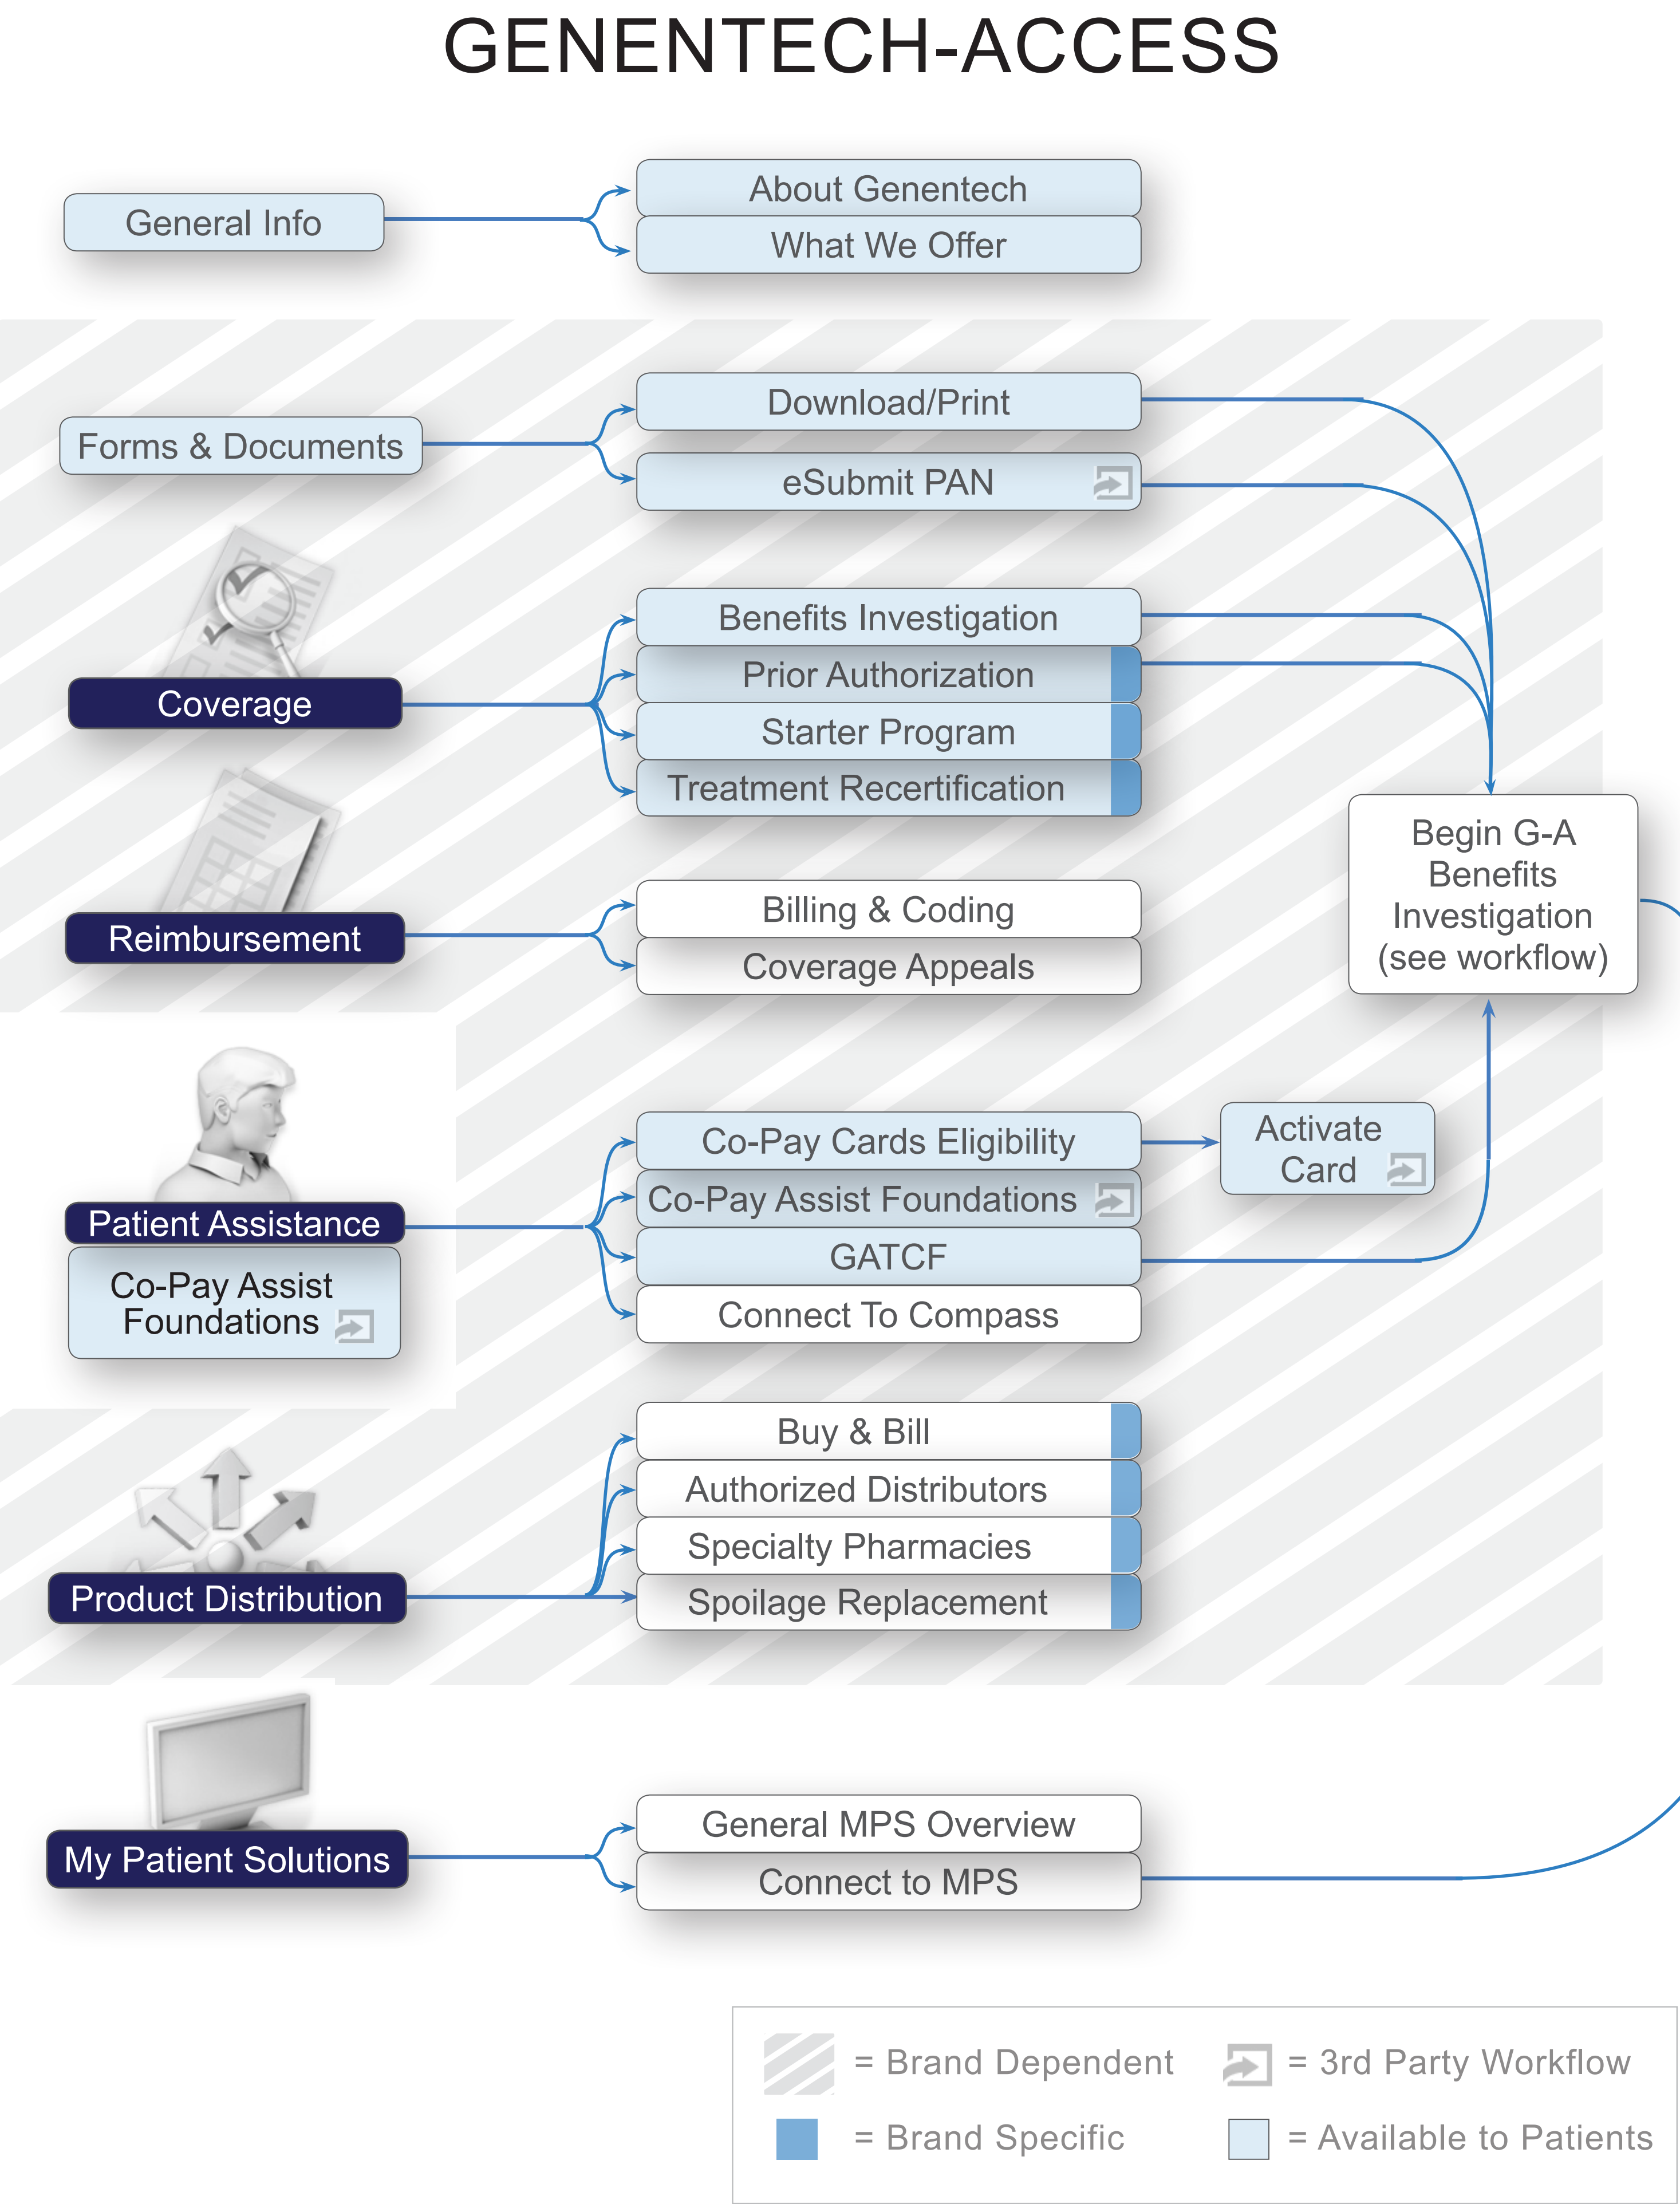 GENENTECH-ACCESS
General Info
About Genentech
What We Offer
Forms & Documents
Download/Print
eSubmit PAN
Coverage
Benefits Investigation
Prior Authorization
Starter Program
Treatment Recertification
Reimbursement
Billing & Coding
Coverage Appeals
Begin G-A
Benefits
Investigation
(see workflow)
Patient Assistance
Co-Pay Assist
Foundations
Co-Pay Cards Eligibility
Co-Pay Assist Foundations
GATCF
Connect To Compass
Activate
Card
Product Distribution
Buy & Bill
Authorized Distributors
Specialty Pharmacies
Spoilage Replacement
My Patient Solutions
General MPS Overview
Connect to MPS
= Brand Dependent
= 3rd Party Workflow
= Brand Specific
= Available to Patients